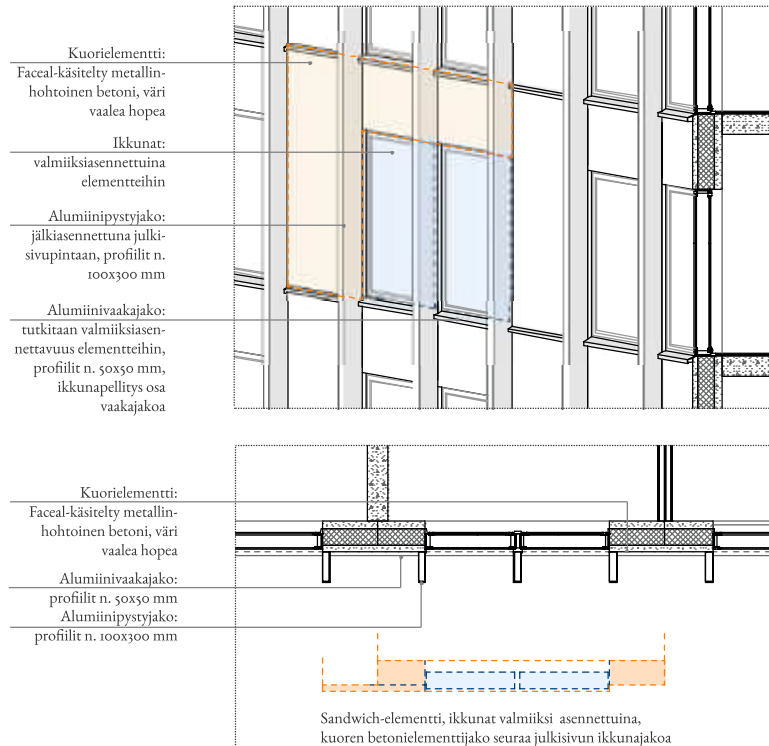 Kuorielementti:
Faceal-käsitelty metallin-
hohtoinen betoni, väri
vaalea hopea
Ikkunat:
valmiiksiasennettuina
elementteihin
Alumiinipystyjako:
jälkiasennettuna julki-
sivupintaan, profiilit n.
100x300 mm
Alumiinivaakajako:
tutkitaan valmiiksiasen-
nettavuus elementteihin,
profiilit n. 50x50 mm,
ikkunapellitys osa
vaakajakoa
Kuorielementti:
Faceal-käsitelty metallin-
hohtoinen betoni, väri
vaalea hopea
Alumiinivaakajako:
profiilit n. 50x50 mm
Alumiinipystyjako:
profiilit n. 100x300 mm
Sandwich-elementti, ikkunat valmiiksi asennettuina,
kuoren betonielementtijako seuraa julkisivun ikkunajakoa